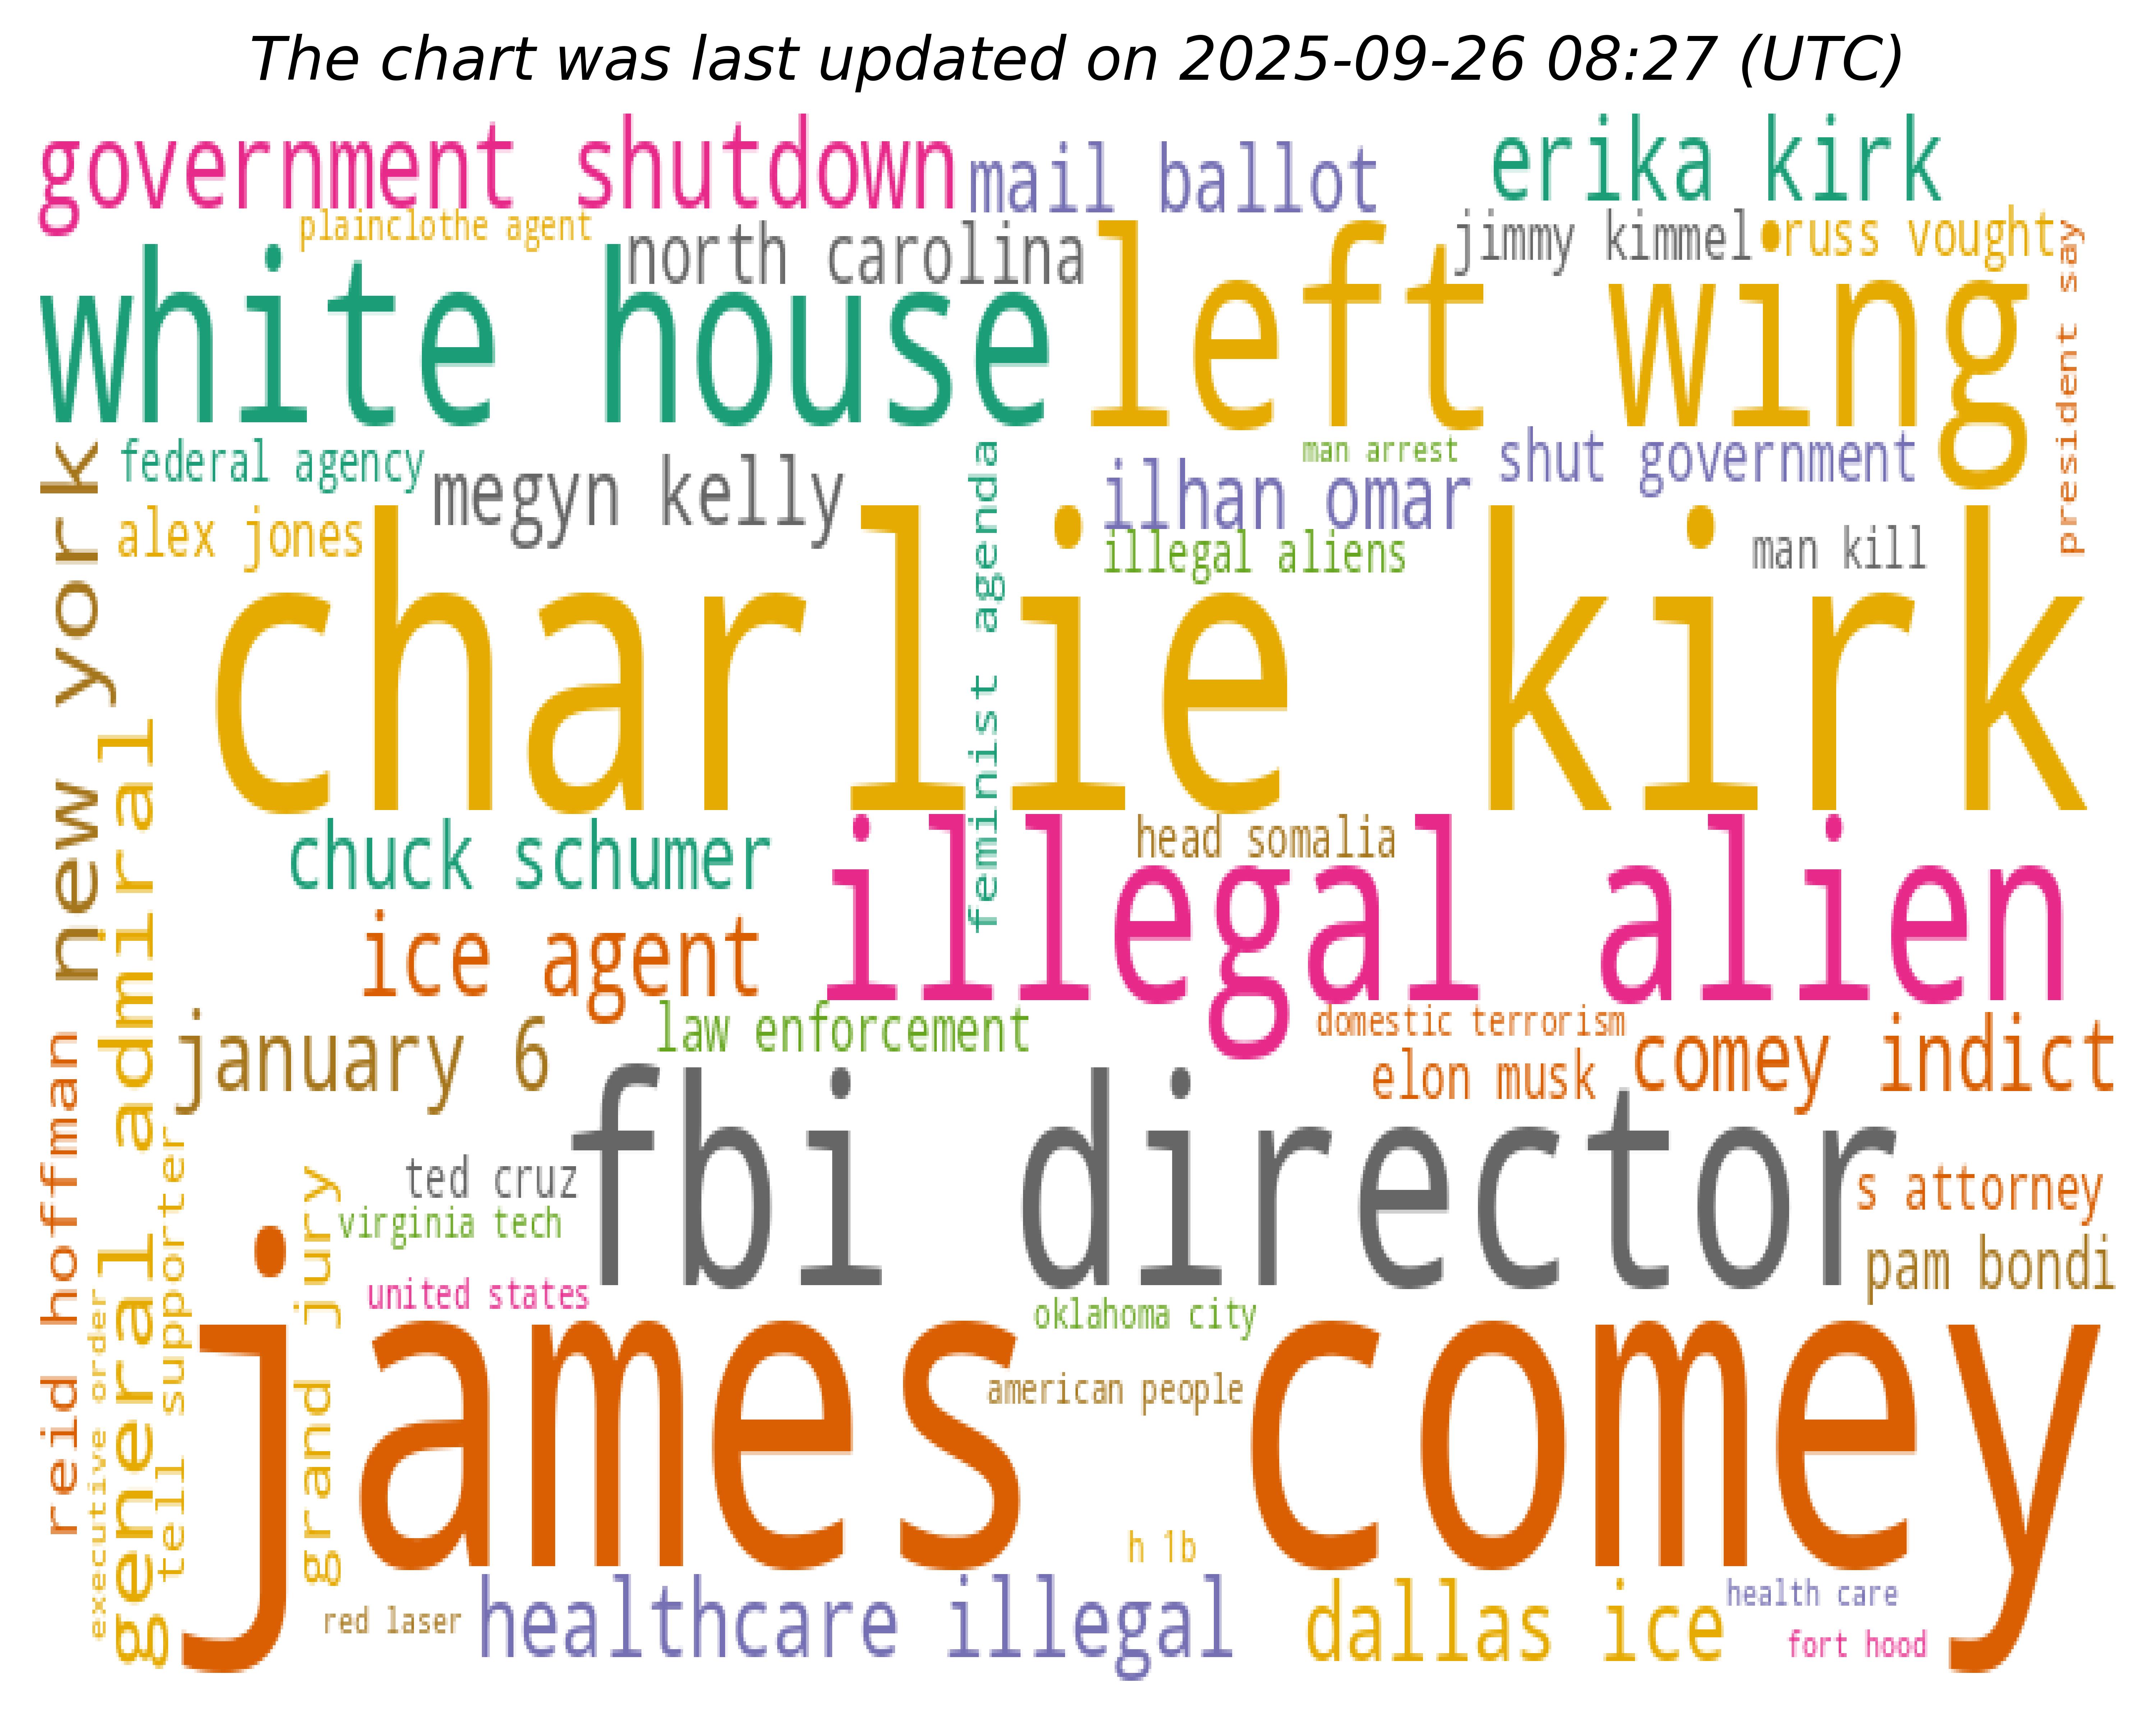 The chart was last updated on 2025-09-26 08:27 (UTC)
government shutdown
mail ballot
erika kirk
plainclothe agent
north carolina
jimmy kimmel
russ vought
president say
white house
left wing
new york
federal agency
megyn kelly
feminist agenda
man arrest
ilhan omar
shut government
alex jones
illegal aliens
man kill
charlie kirk
general admiral
chuck schumer
head somalia
illegal alien
ice agent
january 6
law enforcement
domestic terrorism
elon musk
comey indict
reid hoffman
fbi director
tell supporter
grand jury
ted cruz
virginia tech
s attorney
pam bondi
united states
oklahoma city
executive order
james comey
american people
h 1b
red laser
healthcare illegal
dallas ice
health care
fort hood